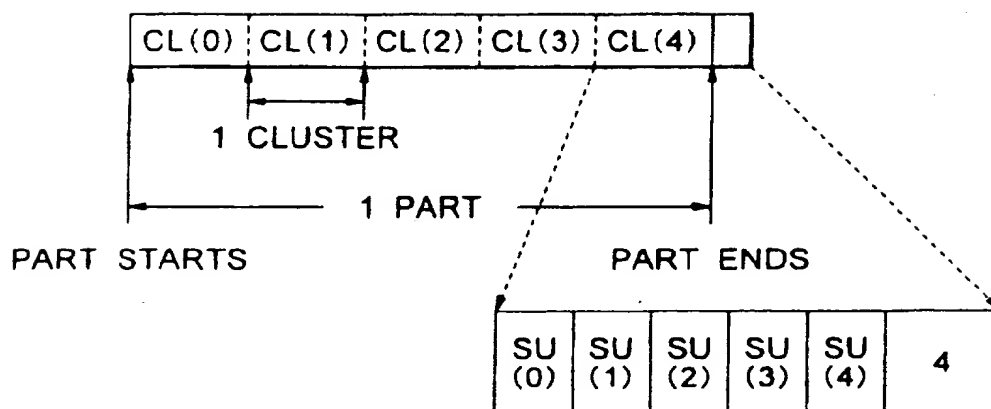 CL(0) CL(1) CL(2) CL(3) CL(4)
1 CLUSTER
1 PART
PART STARTS PART ENDS
SU SU SU SU SU
(0) (1) (2) (3) (4) 4